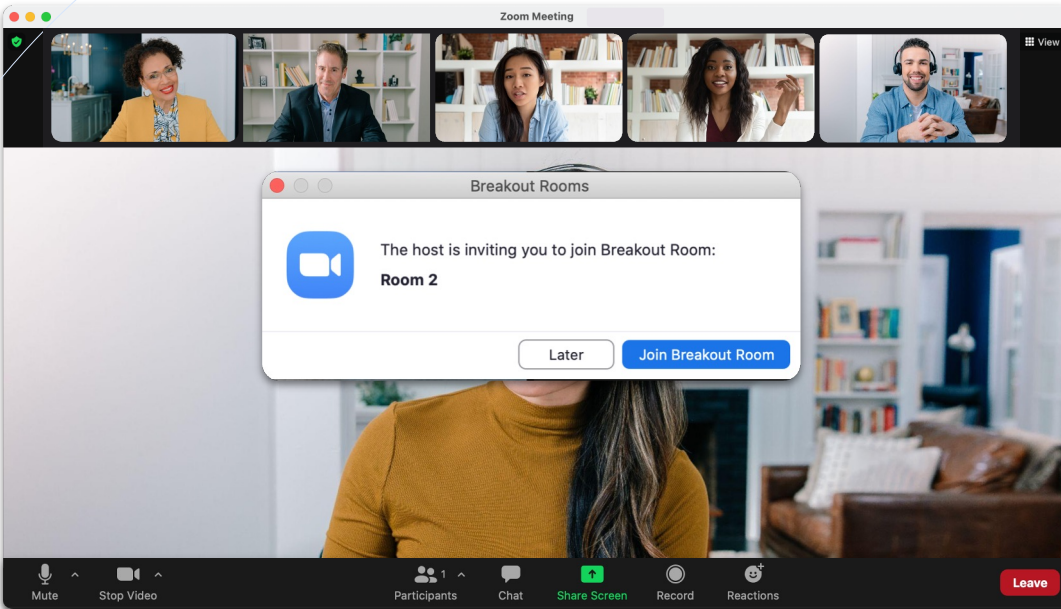 Zoom Meeting
View
Breakout Rooms
The host is inviting you to join Breakout Room:
Room 2
Later
Join Breakout Room
1
Mute
Stop Video
Participants
Chat
Share Screen
Record
Reactions
Leave